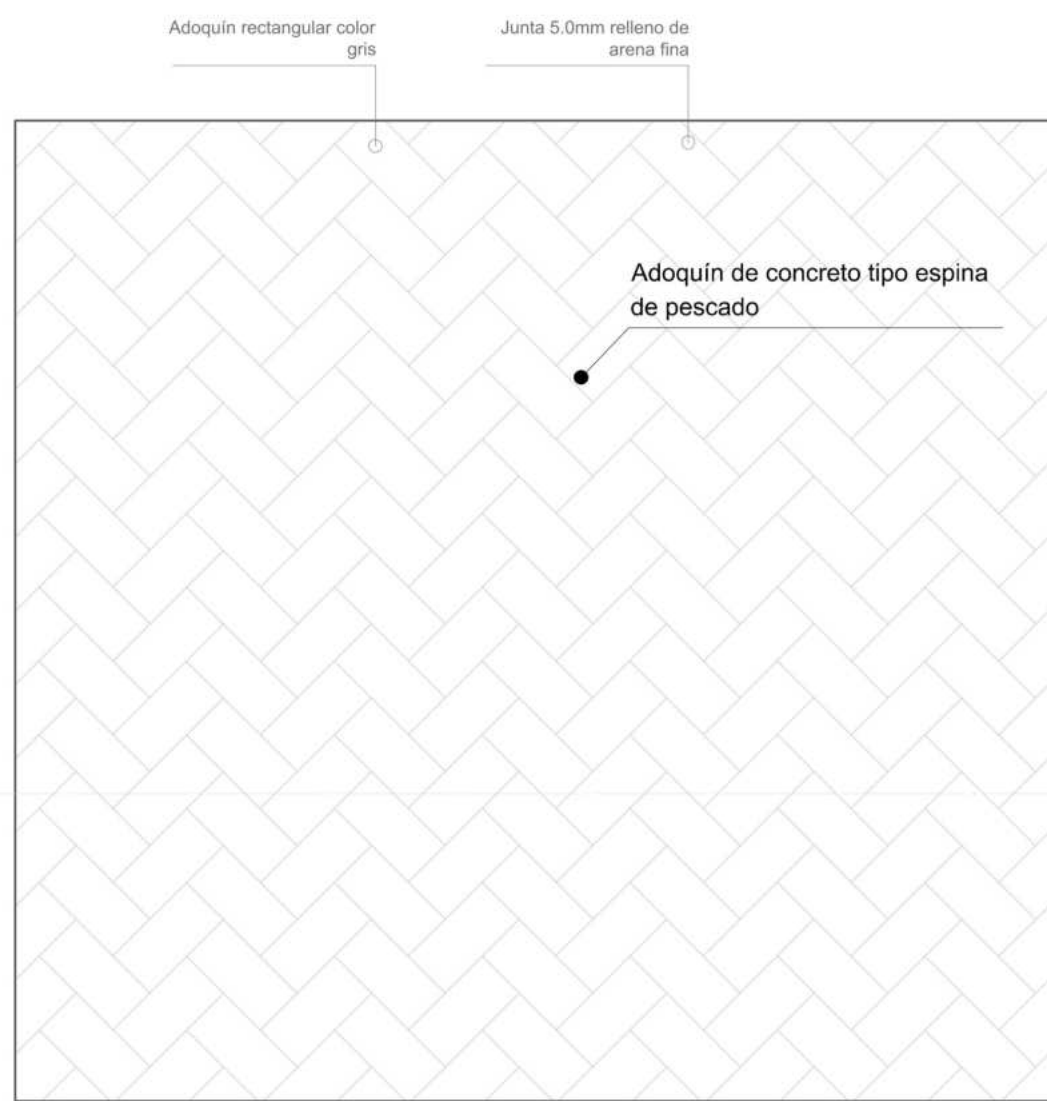 Adoquín rectangular color
gris
Junta 5.0mm relleno de
arena fina
Adoquín de concreto tipo espina
de pescado